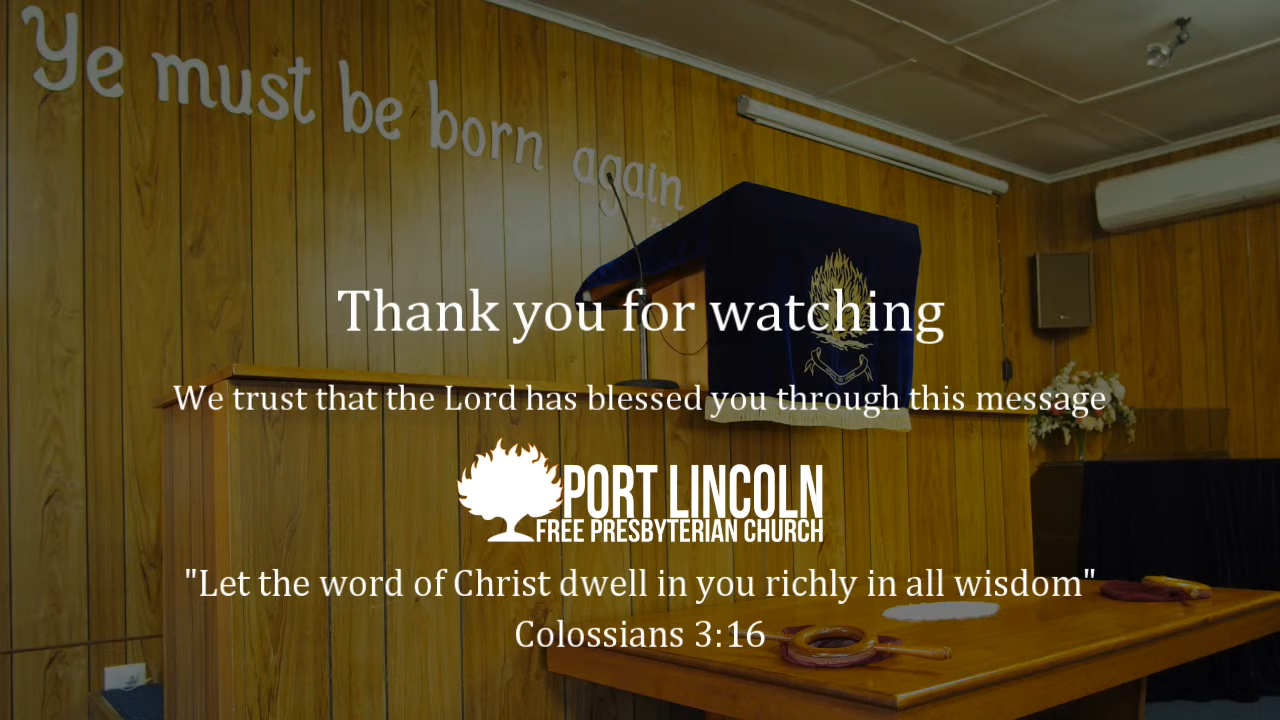 Ye must be born again
Thank you for watching
We trust that the Lord has blessed you through this message
PORT LINCOLN
FREE PRESBYTERIAN CHURCH
"Let the word of Christ dwell in you richly in all wisdom"
Colossians 3:16